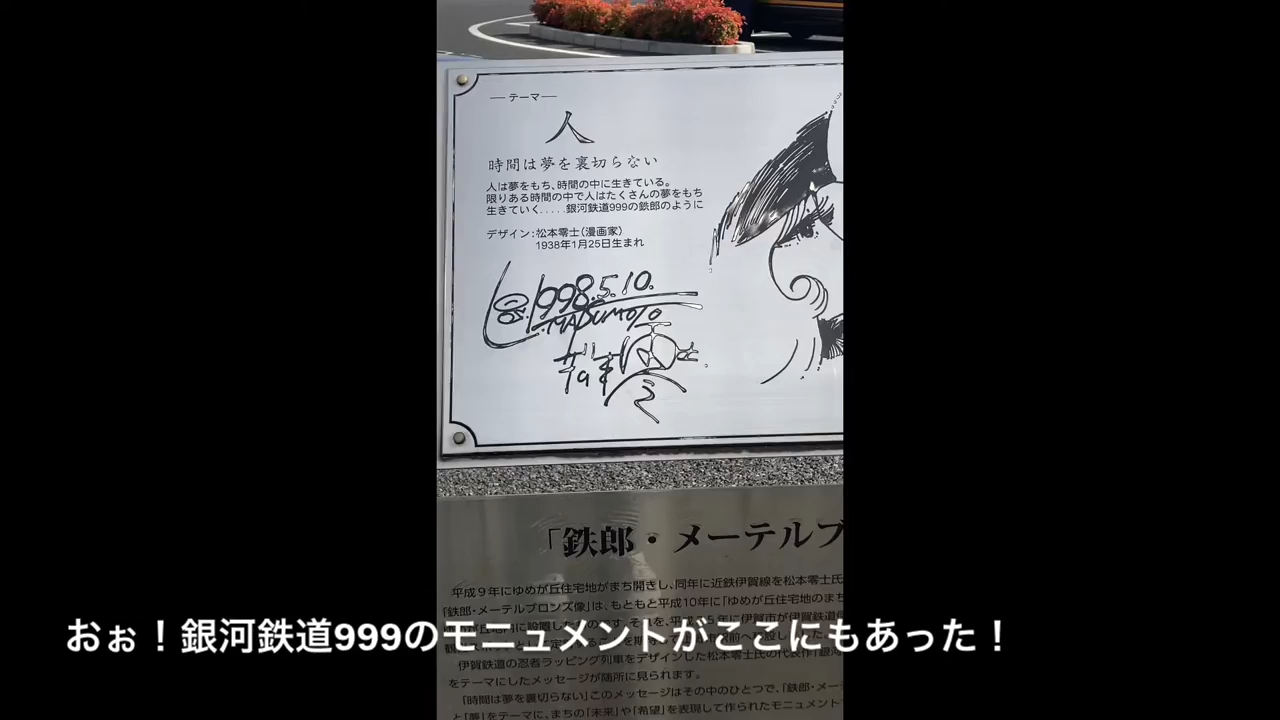 テーマ
人
時間は夢を裏切らない
人は夢をもち、時間の中に生きている。
限りある時間の中で人はたくさんの夢をもち
生きていく.....銀河鉄道999の鉄郎のように
デザイン:松本零士(漫画家)
1938年1月25日生まれ
1998.5.10.
「鉄郎・メーテルブ
平成9年にゆめが丘住宅地がまち開きし、同年に近鉄伊賀線を松本零士氏
「鉄郎・メーテルブロンズ像」は、もともと平成10年に「ゆめが丘住宅地のまち
おぉ!銀河鉄道999のモニュメントがここにもあった!
伊賀鉄道の忍者ラッピング列車をデザインした松本零士氏の代表作「銀河
をテーマにしたメッセージが随所に見られます。
「時間は夢を裏切らない」このメッセージはその中のひとつで、「鉄郎・メーテ
と「夢」をテーマに、まちの「未来」や「希望」を表現して作られたモニュメント